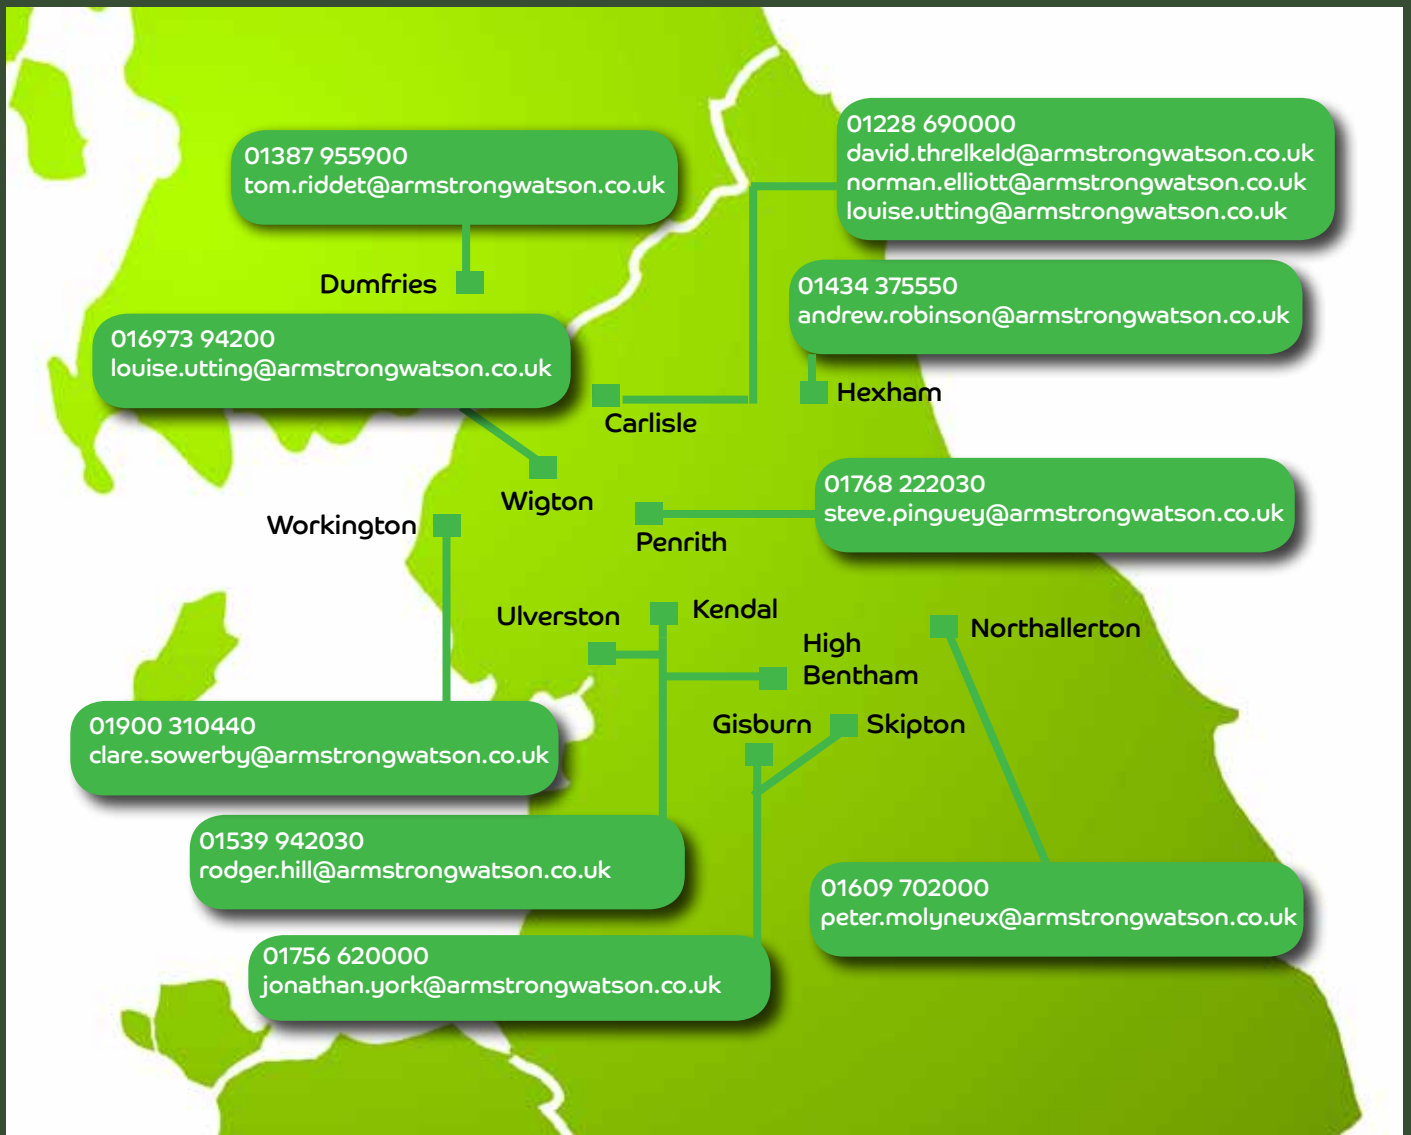 01228 690000
david.threlkeld@armstrongwatson.co.uk
norman.elliott@armstrongwatson.co.uk
louise.utting@armstrongwatson.co.uk
01387 955900
tom.riddet@armstrongwatson.co.uk
Dumfries
01434 375550
andrew.robinson@armstrongwatson.co.uk
016973 94200
louise.utting@armstrongwatson.co.uk
Hexham
Carlisle
01768 222030
steve.pinguey@armstrongwatson.co.uk
Wigton
Workington
Penrith
Ulverston
Kendal
Northallerton
High
Bentham
Gisburn
Skipton
01900 310440
clare.sowerby@armstrongwatson.co.uk
01539 942030
rodger.hill@armstrongwatson.co.uk
01609 702000
peter.molyneux@armstrongwatson.co.uk
01756 620000
jonathan.york@armstrongwatson.co.uk